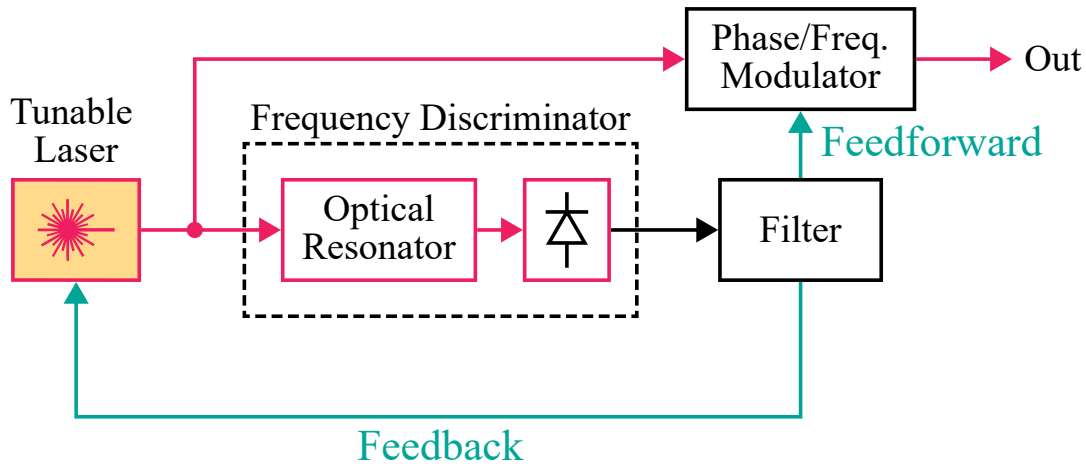 Phase/Freq.
Modulator
Out
Tunable
Laser
Frequency Discriminator
Feedforward
Optical
Resonator
Filter
Feedback